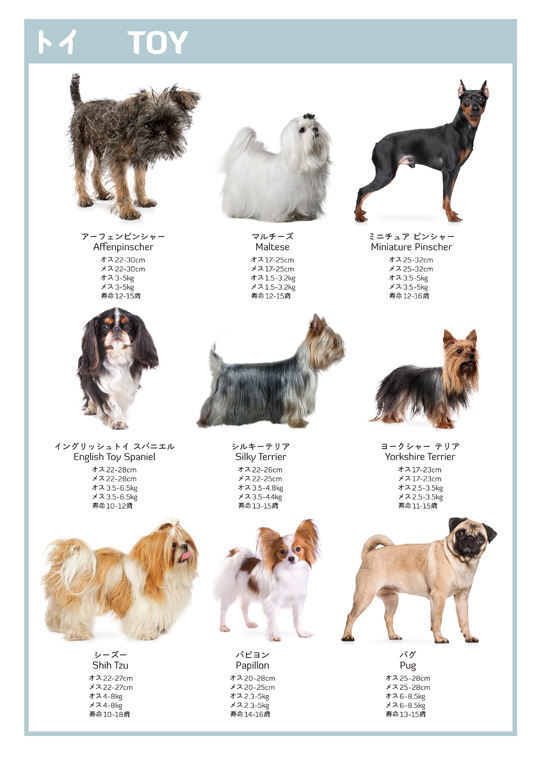 トイ TOY
アーフェンピンシャー
Affenpinscher
オス22-30cm
メス22-30cm
オス3-5kg
メス3-5kg
寿命12-15歳
マルチーズ
Maltese
オス17-25cm
メス17-25cm
オス1.5-3.2kg
メス1.5-3.2kg
寿命12-15歳
ミニチュア ピンシャー
Miniature Pinscher
オス25-32cm
メス25-32cm
オス3.5-5kg
メス3.5-5kg
寿命12-16歳
イングリッシュトイ スパニエル
English Toy Spaniel
オス22-28cm
メス22-28cm
オス3.5-6.5kg
メス3.5-6.5kg
寿命10-12歳
シルキーテリア
Silky Terrier
オス22-26cm
メス22-25cm
オス3.5-4.8kg
メス3.5-4.4kg
寿命13-15歳
ヨークシャー テリア
Yorkshire Terrier
オス17-23cm
メス17-23cm
オス2.5-3.5kg
メス2.5-3.5kg
寿命11-15歳
シーズー
Shih Tzu
オス22-27cm
メス22-27cm
オス4-8kg
メス4-8kg
寿命10-18歳
パピヨン
Papillon
オス20-28cm
メス20-25cm
オス2.3-5kg
メス2.3-5kg
寿命14-16歳
パグ
Pug
オス25-28cm
メス25-28cm
オス6-8.5kg
メス6-8.5kg
寿命13-15歳